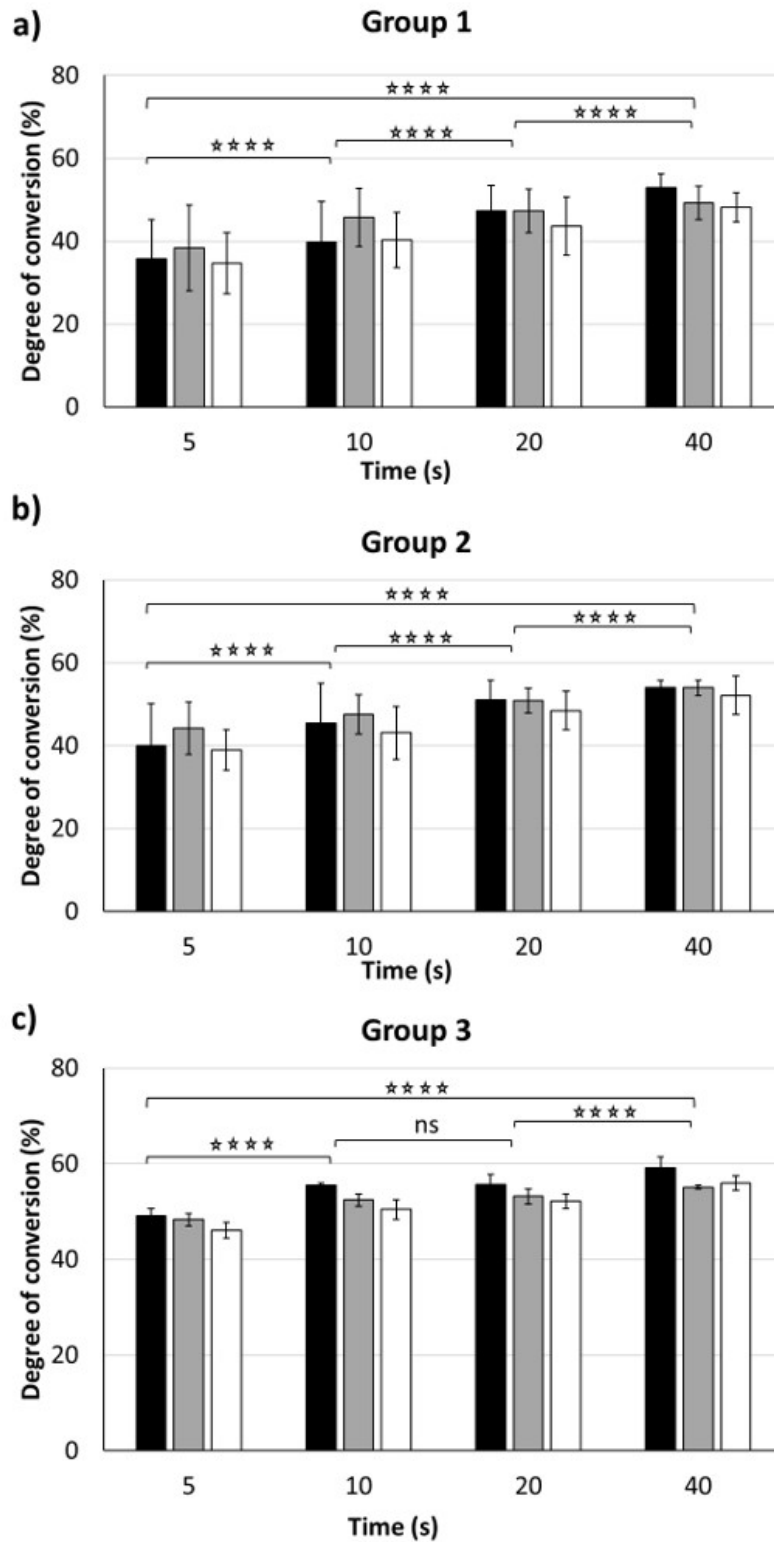 a)
Group 1
Degree of conversion (%)
80
60
40
20
0
☆☆☆☆
☆☆☆☆
☆☆☆☆
☆☆☆☆
5 10 20 40
Time (s)
b)
Group 2
Degree of conversion (%)
80
60
40
20
0
☆☆☆☆
☆☆☆☆
☆☆☆☆
☆☆☆☆
5 10 20 40
Time (s)
c)
Group 3
Degree of conversion (%)
80
60
40
20
0
☆☆☆☆
☆☆☆☆
ns
☆☆☆☆
5 10 20 40
Time (s)